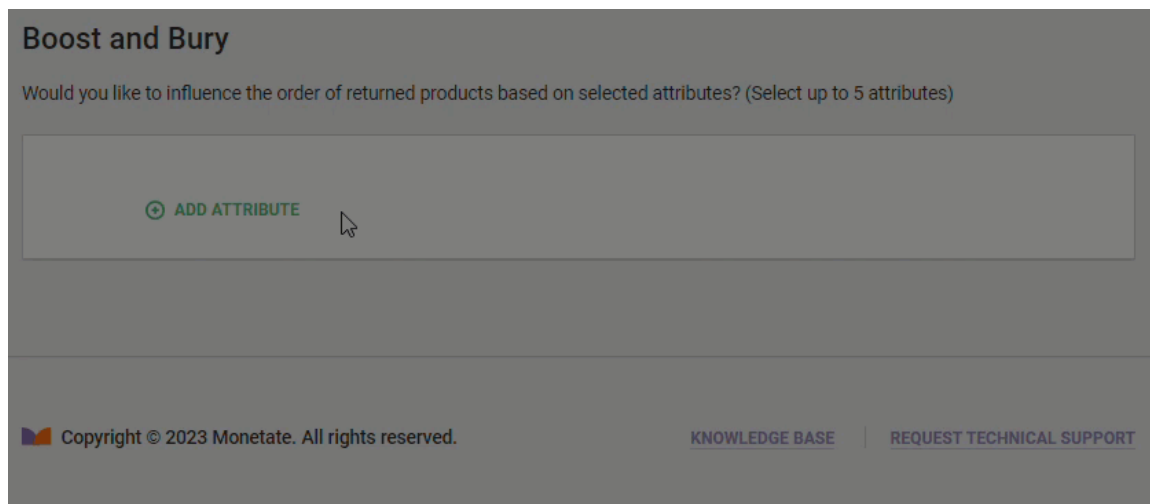 Boost and Bury
Would you like to influence the order of returned products based on selected attributes? (Select up to 5 attributes)
ADD ATTRIBUTE
Copyright © 2023 Monetate. All rights reserved.
KNOWLEDGE BASE
REQUEST TECHNICAL SUPPORT